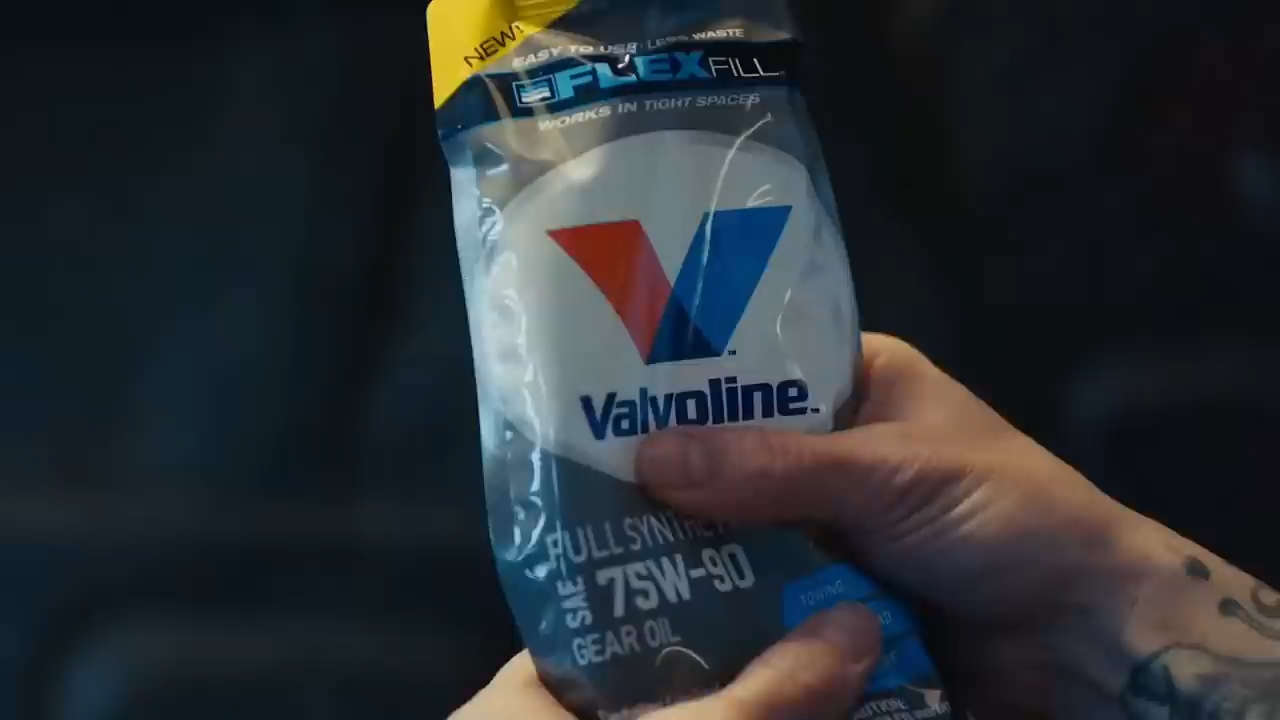 NEW!
EASY TO USE · LESS WASTE
FLEXFILL
WORKS IN TIGHT SPACES
Valvoline™
FULL SYNTHE
SAE 75W-90
GEAR OIL
TOWING